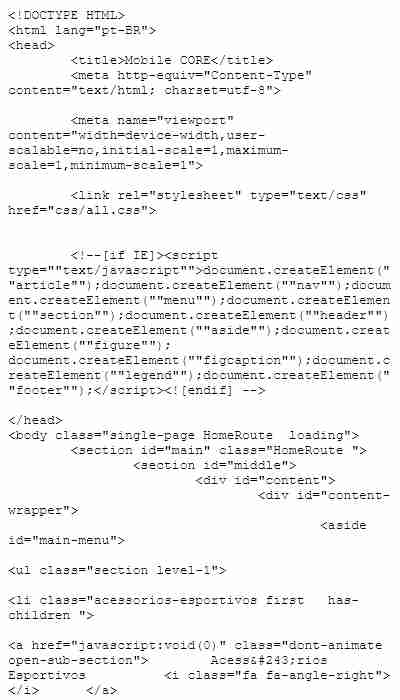 <!DOCTYPE HTML>
<html lang="pt-BR">
<head>
<title>Mobile CORE</title>
<meta http-equiv="Content-Type"
content="text/html; charset=utf-8">
<meta name="viewport"
content="width=device-width,user-
scalable=no,initial-scale=1,maximum-
scale=1,minimum-scale=1">
<link rel="stylesheet" type="text/css"
href="css/all.css">
<!--[if IE]><script
type=""text/javascript"">document.createElement("
"article"");document.createElement(""nav"");docum
ent.createElement(""menu"");document.createElemen
t(""section"");document.createElement(""header"")
;document.createElement(""aside"");document.creat
eElement(""figure"");
document.createElement(""figcaption"");document.c
reateElement(""legend"");document.createElement("
"footer"");</script><![endif] -->
</head>
<body class="single-page HomeRoute  loading">
<section id="main" class="HomeRoute ">
<section id="middle">
<div id="content">
<div id="content-
wrapper">
<aside
id="main-menu">
<ul class="section level-1">
<li class="acessorios-esportivos first   has-
children ">
<a href="javascript:void(0)" class="dont-animate
open-sub-section">        Acess&#243;rios
Esportivos          <i class="fa fa-angle-right">
</i>      </a>